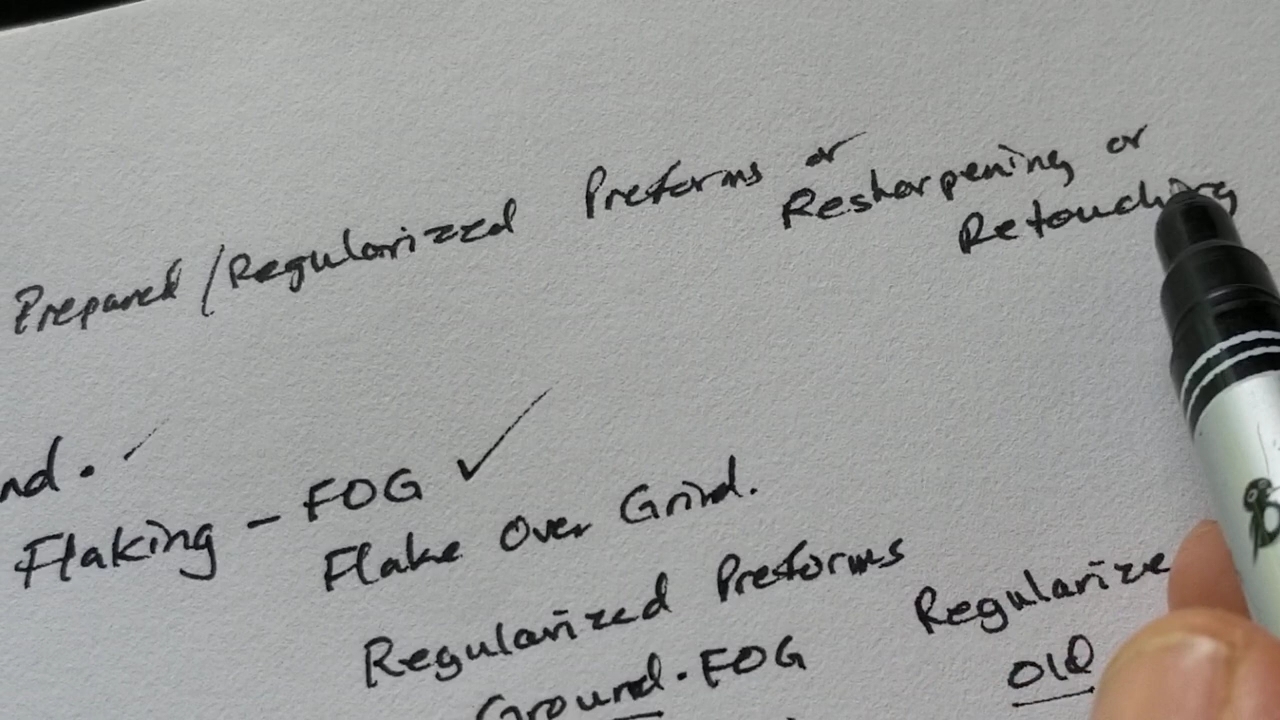 Prepared / Regularized Preforms or
Resharpening or
Retouching
nd.
Flaking - FOG ✓
Flake Over Grind.
Regularized Preforms
Regularize
Ground. FOG
OlD